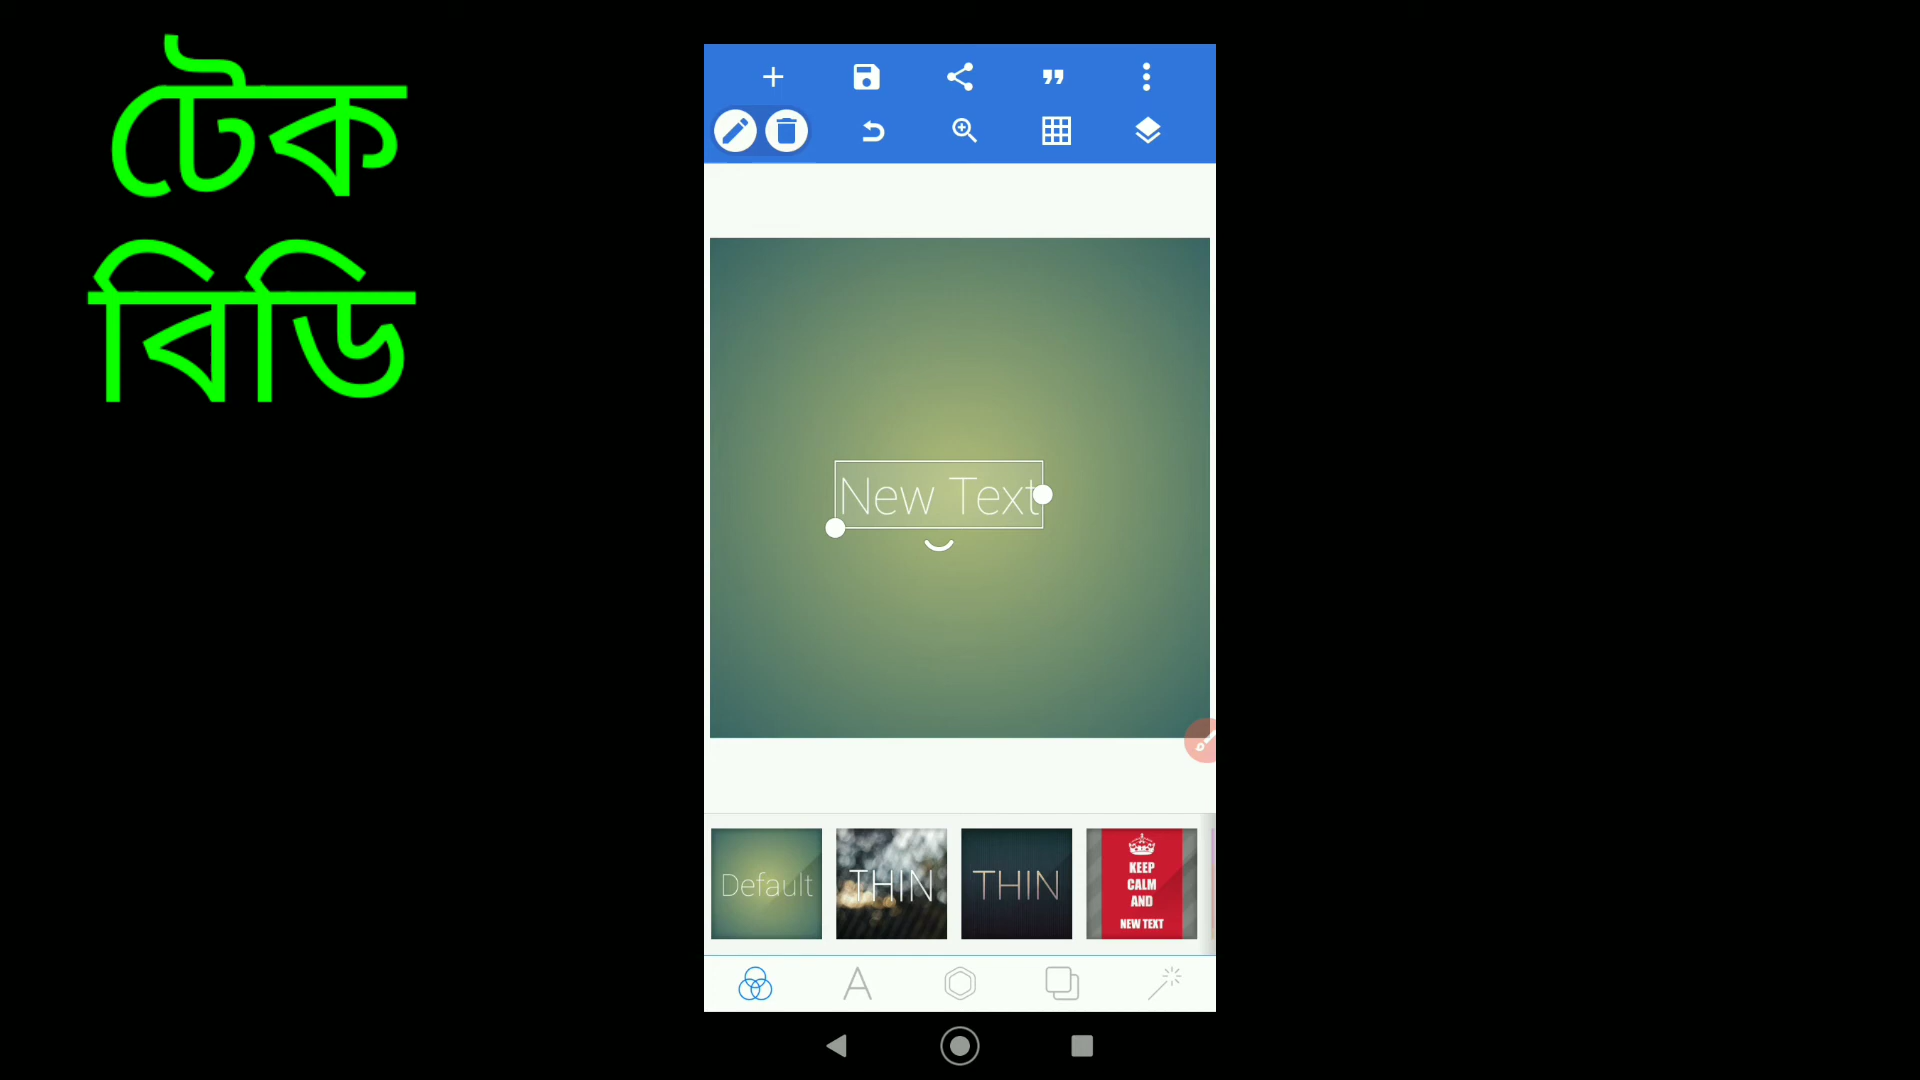 টেক
বিডি
New Text
Default
THIN
THIN
KEEP
CALM
AND
NEW TEXT